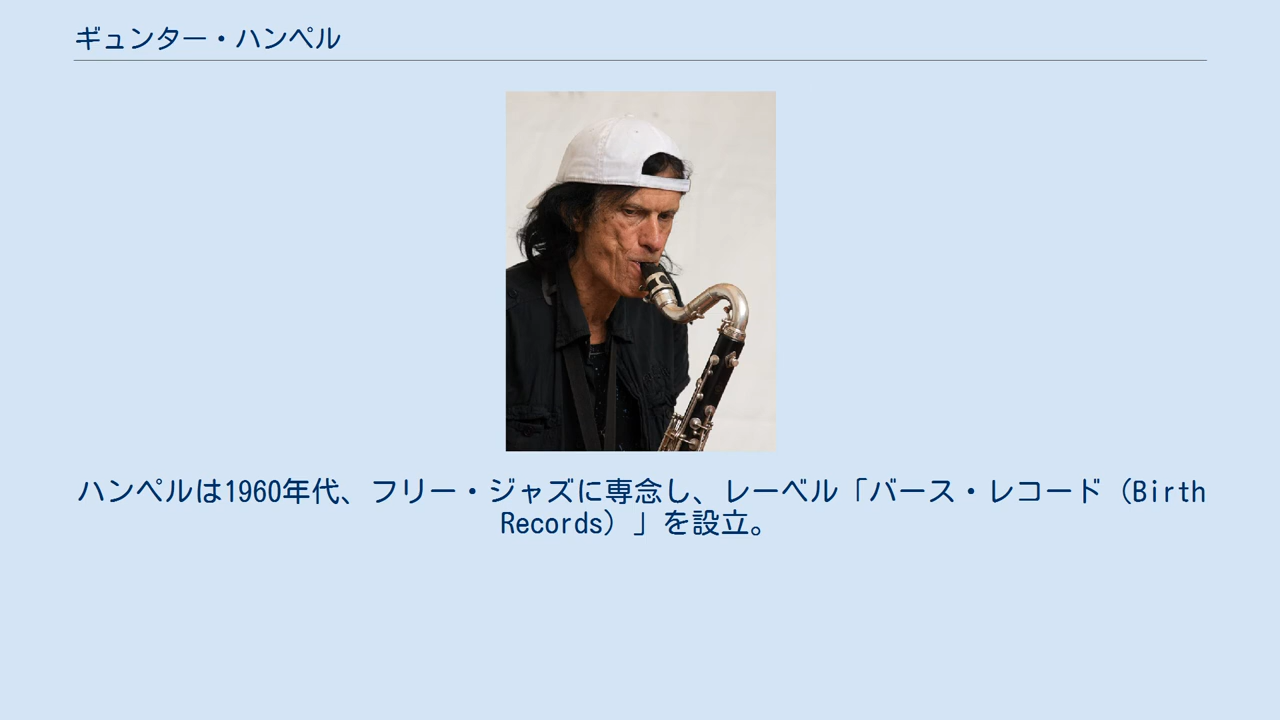 ギュンター・ハンペル
ハンペルは1960年代、フリー・ジャズに専念し、レーベル「バース・レコード（Birth
Records）」を設立。